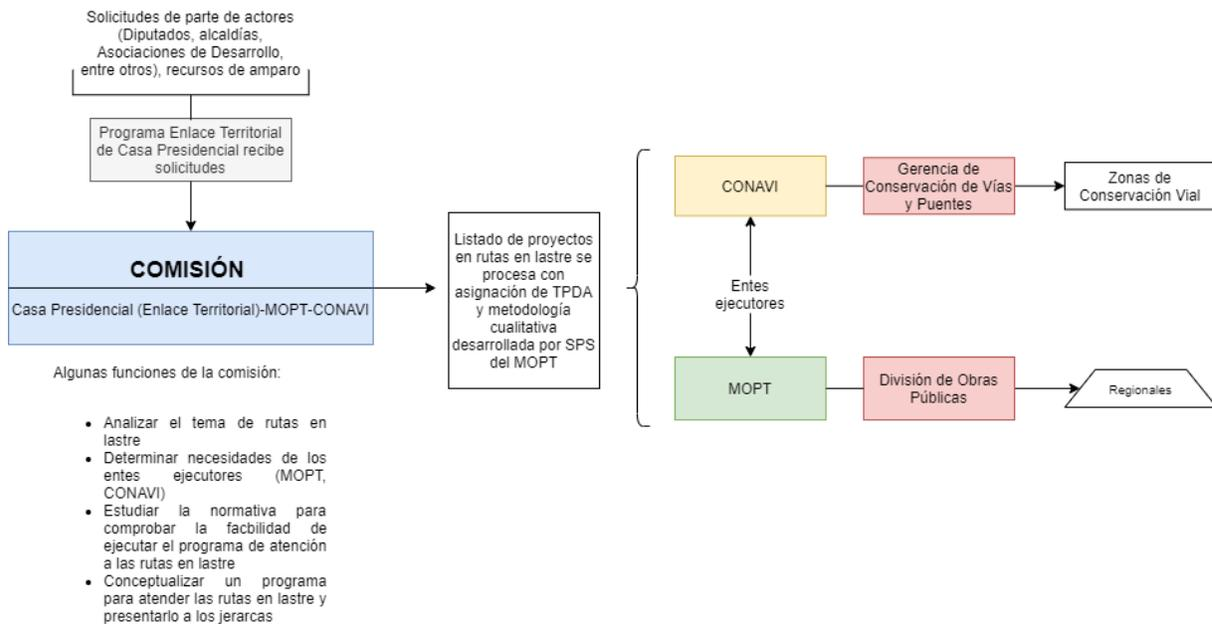 Solicitudes de parte de actores
(Diputados, alcaldías,
Asociaciones de Desarrollo,
entre otros), recursos de amparo
Programa Enlace Territorial
de Casa Presidencial recibe
solicitudes
COMISIÓN
Casa Presidencial (Enlace Territorial)-MOPT-CONAVI
Algunas funciones de la comisión:
• Analizar el tema de rutas en
lastre
• Determinar necesidades de los
entes ejecutores (MOPT,
CONAVI)
• Estudiar la normativa para
comprobar la facbilidad de
ejecutar el programa de atención
a las rutas en lastre
• Conceptualizar un programa
para atender las rutas en lastre y
presentarlo a los jerarcas
Listado de proyectos
en rutas en lastre se
procesa con
asignación de TPDA
y metodología
cualitativa
desarrollada por SPS
del MOPT
CONAVI
Gerencia de
Conservación de Vías
y Puentes
Zonas de
Conservación Vial
Entes
ejecutores
MOPT
División de Obras
Públicas
Regionales